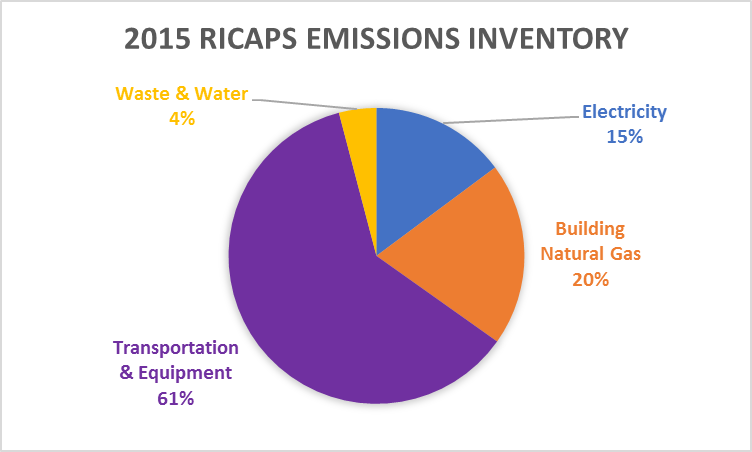 2015 RICAPS EMISSIONS INVENTORY
Waste & Water
4%
Electricity
15%
Building
Natural Gas
20%
Transportation
& Equipment
61%